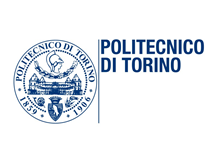 POLITECNICO DI TORINO
1859 1906
POLITECNICO
DI TORINO